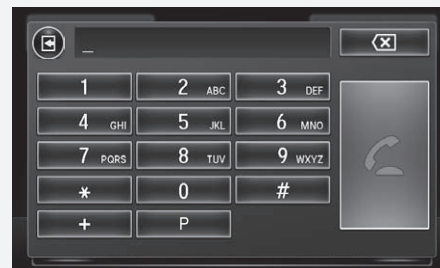 _
1 2 ABC 3 DEF
4 GHI 5 JKL 6 MNO
7 PQRS 8 TUV 9 WXYZ
* 0 #
+ P